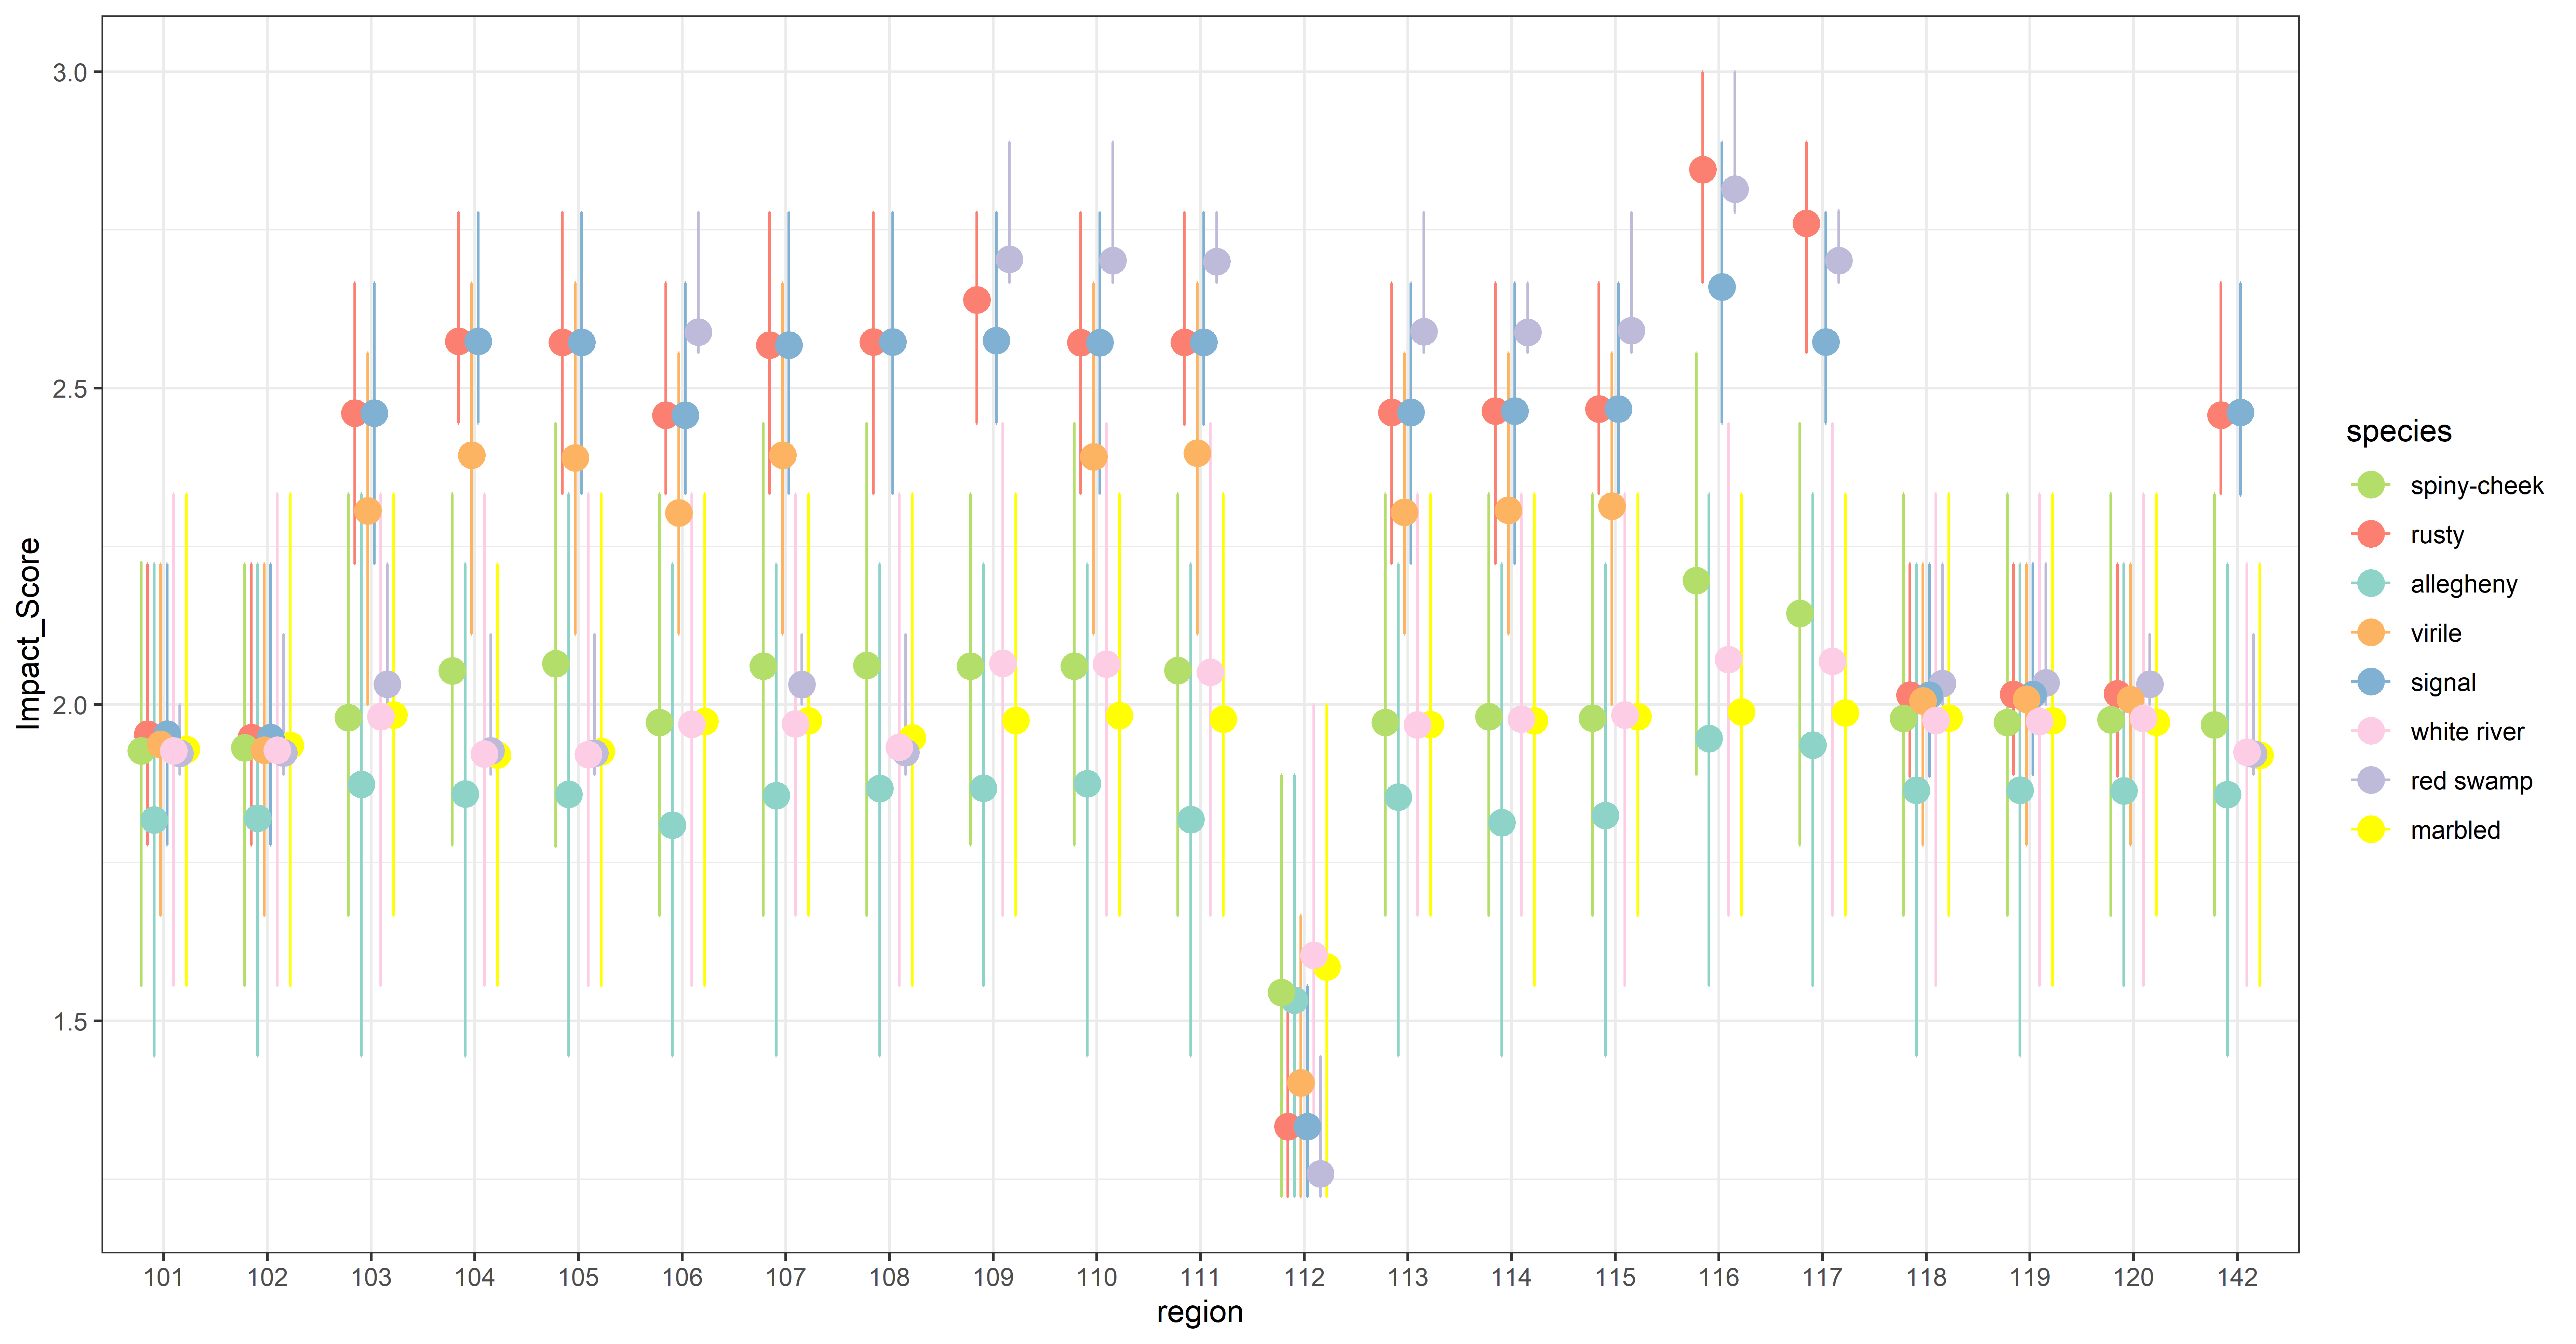 3.0
2.5
2.0
1.5
Impact_Score
101 102 103 104 105 106 107 108 109 110 111 112 113 114 115 116 117 118 119 120 142
region
species
spiny-cheek
rusty
allegheny
virile
signal
white river
red swamp
marbled